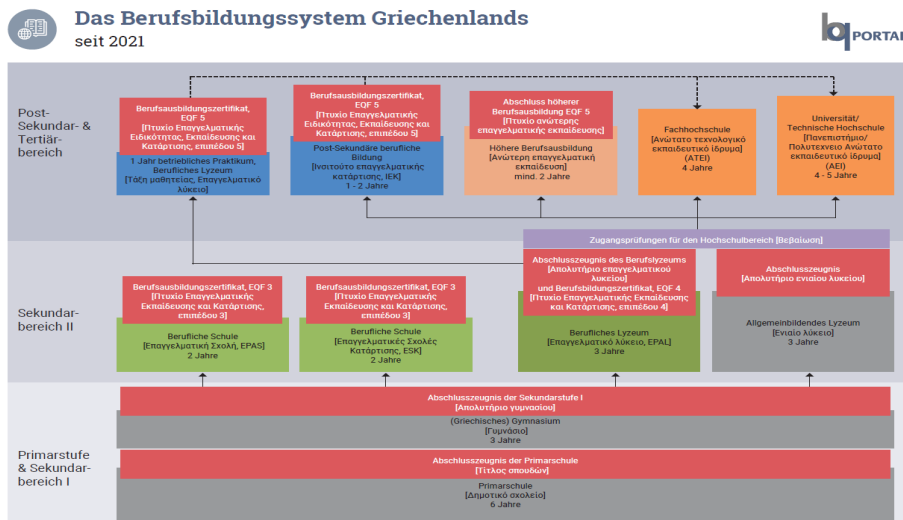 Das Berufsbildungssystem Griechenlands
seit 2021
bq PORTAL
Post-
Sekundar- &
Tertiär-
bereich
Berufsausbildungszertifikat,
EQF 5
[Πτυχίο Επαγγελματικής
Ειδικότητας, Εκπαίδευσης και
Κατάρτισης, επιπέδου 5]
1 Jahr betriebliches Praktikum,
Berufliches Lyzeum
[Τάξη μαθητείας, Επαγγελματικό
λύκειο]
Berufsausbildungszertifikat,
EQF 5
[Πτυχίο Επαγγελματικής
Ειδικότητας, Εκπαίδευσης και
Κατάρτισης, επιπέδου 5]
Post-Sekundäre berufliche
Bildung
[Ινσιτούτο επαγγελματικής
κατάρτισης, IEK]
1 - 2 Jahre
Abschluss höherer
Berufsausbildung EQF 5
[Πτυχίο ανώτερης
επαγγελματικής εκπαίδευσης]
Höhere Berufsausbildung
[Ανώτερη επαγγελματική
εκπαίδευση]
mind. 2 Jahre
Fachhochschule
[Ανώτατο τεχνολογικό
εκπαιδευτικό ίδρυμα]
(ATEI)
4 Jahre
Universität/
Technische Hochschule
[Πανεπιστήμιο/
Πολυτεχνειο Ανώτατο
εκπαιδευτικό ίδρυμα]
(AEI)
4 - 5 Jahre
Zugangsprüfungen für den Hochschulbereich [Βεβαίωση]
Sekundar-
bereich II
Berufsausbildungszertifikat, EQF 3
[Πτυχίο Επαγγελματικής
Εκπαίδευσης και Κατάρτισης,
επιπέδου 3]
Berufliche Schule
[Επαγγελματική Σχολή, EPAS]
2 Jahre
Berufsausbildungszertifikat, EQF 3
[Πτυχίο Επαγγελματικής
Εκπαίδευσης και Κατάρτισης,
επιπέδου 3]
Berufliche Schule
[Επαγγελματικές Σχολές
Κατάρτισης, ESK]
2 Jahre
Abschlusszeugnis des Berufslyzeums
[Απολυτήριο επαγγελματικού
λυκείου]
und Berufsbildungszertifikat, EQF 4
[Πτυχίο Επαγγελματικής Εκπαίδευσης
και Κατάρτισης, επιπέδου 4]
Berufliches Lyzeum
[Επαγγελματικό λύκειο, EPAL]
3 Jahre
Abschlusszeugnis
[Απολυτήριο ενιαίου λυκείου]
Allgemeinbildendes Lyzeum
[Ενιαίο λύκειο]
3 Jahre
Primarstufe
& Sekundar-
bereich I
Abschlusszeugnis der Sekundarstufe I
[Απολυτήριο γυμνασίου]
(Griechisches) Gymnasium
[Γυμνάσιο]
3 Jahre
Abschlusszeugnis der Primarschule
[Τίτλος σπουδών]
Primarschule
[Δημοτικό σχολείο]
6 Jahre